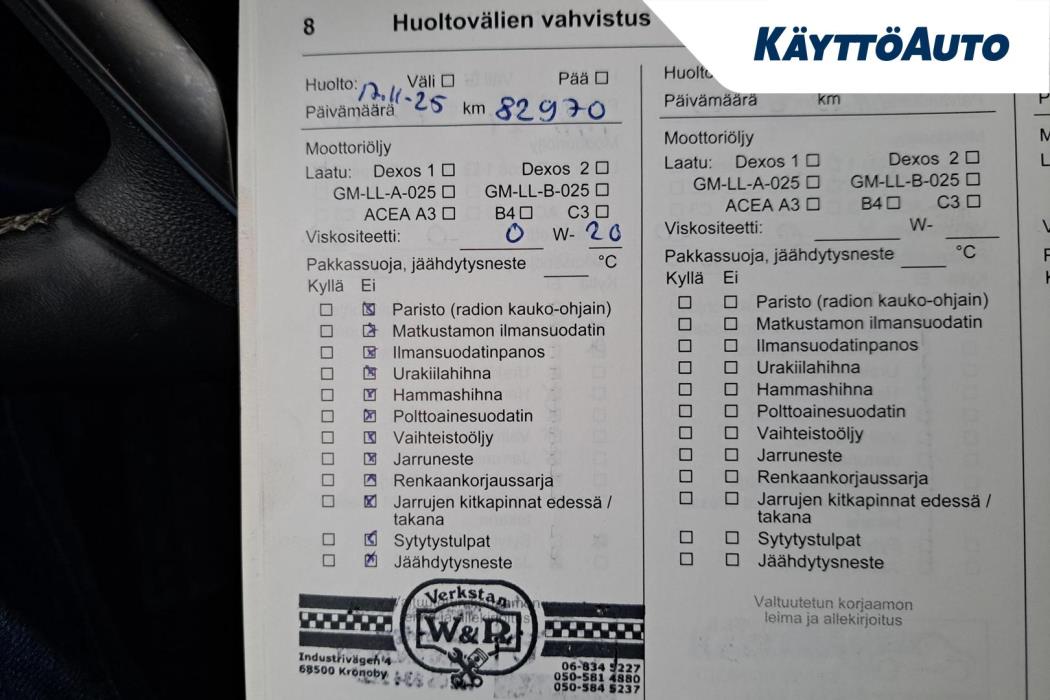 8 Huoltovälien vahvistus
KÄYTTÖAUTO
Huolto: Väli Pää
17.11-25
Päivämäärä km 82970
Moottoriöljy
Laatu: Dexos 1 Dexos 2
GM-LL-A-025 GM-LL-B-025
ACEA A3 B4 C3
Viskositeetti: 0 W- 20
Pakkassuoja, jäähdytysneste °C
Kyllä Ei
Paristo (radion kauko-ohjain)
Matkustamon ilmansuodatin
Ilmansuodatinpanos
Urakiilahihna
Hammashihna
Polttoainesuodatin
Vaihteistoöljy
Jarruneste
Renkaankorjaussarja
Jarrujen kitkapinnat edessä /
takana
Sytytystulpat
Jäähdytysneste
Verkstan
W&R
Industrivägen 4
68500 Kronoby
06-834 5227
050-581 4880
050-584 5237
Päivämäärä km
Moottoriöljy
Laatu: Dexos 1 Dexos 2
GM-LL-A-025 GM-LL-B-025
ACEA A3 B4 C3
Viskositeetti: W-
Pakkassuoja, jäähdytysneste °C
Kyllä Ei
Paristo (radion kauko-ohjain)
Matkustamon ilmansuodatin
Ilmansuodatinpanos
Urakiilahihna
Hammashihna
Polttoainesuodatin
Vaihteistoöljy
Jarruneste
Renkaankorjaussarja
Jarrujen kitkapinnat edessä /
takana
Sytytystulpat
Jäähdytysneste
Valtuutetun korjaamon
leima ja allekirjoitus